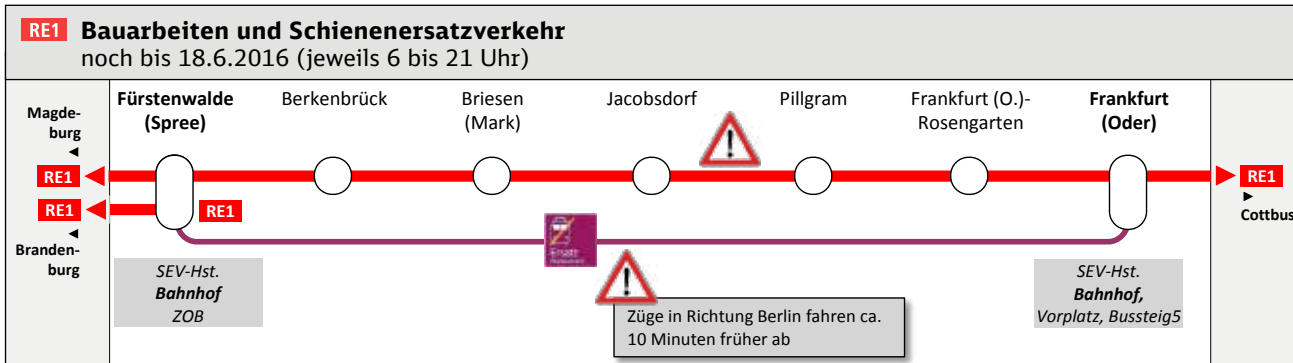 RE1 Bauarbeiten und Schienenersatzverkehr
noch bis 18.6.2016 (jeweils 6 bis 21 Uhr)
Magde-
burg
RE1
RE1
Branden-
burg
Fürstenwalde
(Spree)
Berkenbrück
Briesen
(Mark)
Jacobsdorf
Pillgram
Frankfurt (O.)-
Rosengarten
Frankfurt
(Oder)
RE1
RE1
Cottbus
Ersatz
SEV-Hst.
Bahnhof
ZOB
Züge in Richtung Berlin fahren ca.
10 Minuten früher ab
SEV-Hst.
Bahnhof,
Vorplatz, Bussteig5